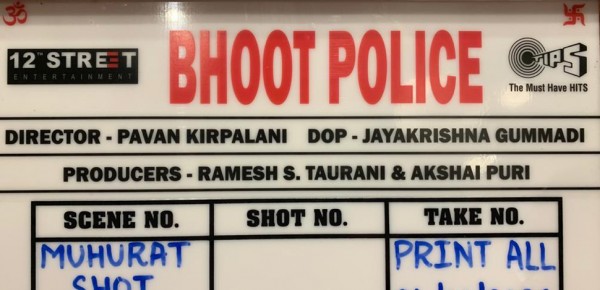 ॐ
12TH STREET
ENTERTAINMENT
BHOOT POLICE
TIPS
The Must Have HITS
DIRECTOR - PAVAN KIRPALANI DOP - JAYAKRISHNA GUMMADI
PRODUCERS - RAMESH S. TAURANI & AKSHAI PURI
SCENE NO. SHOT NO. TAKE NO.
MUHURAT PRINT ALL
SHOT